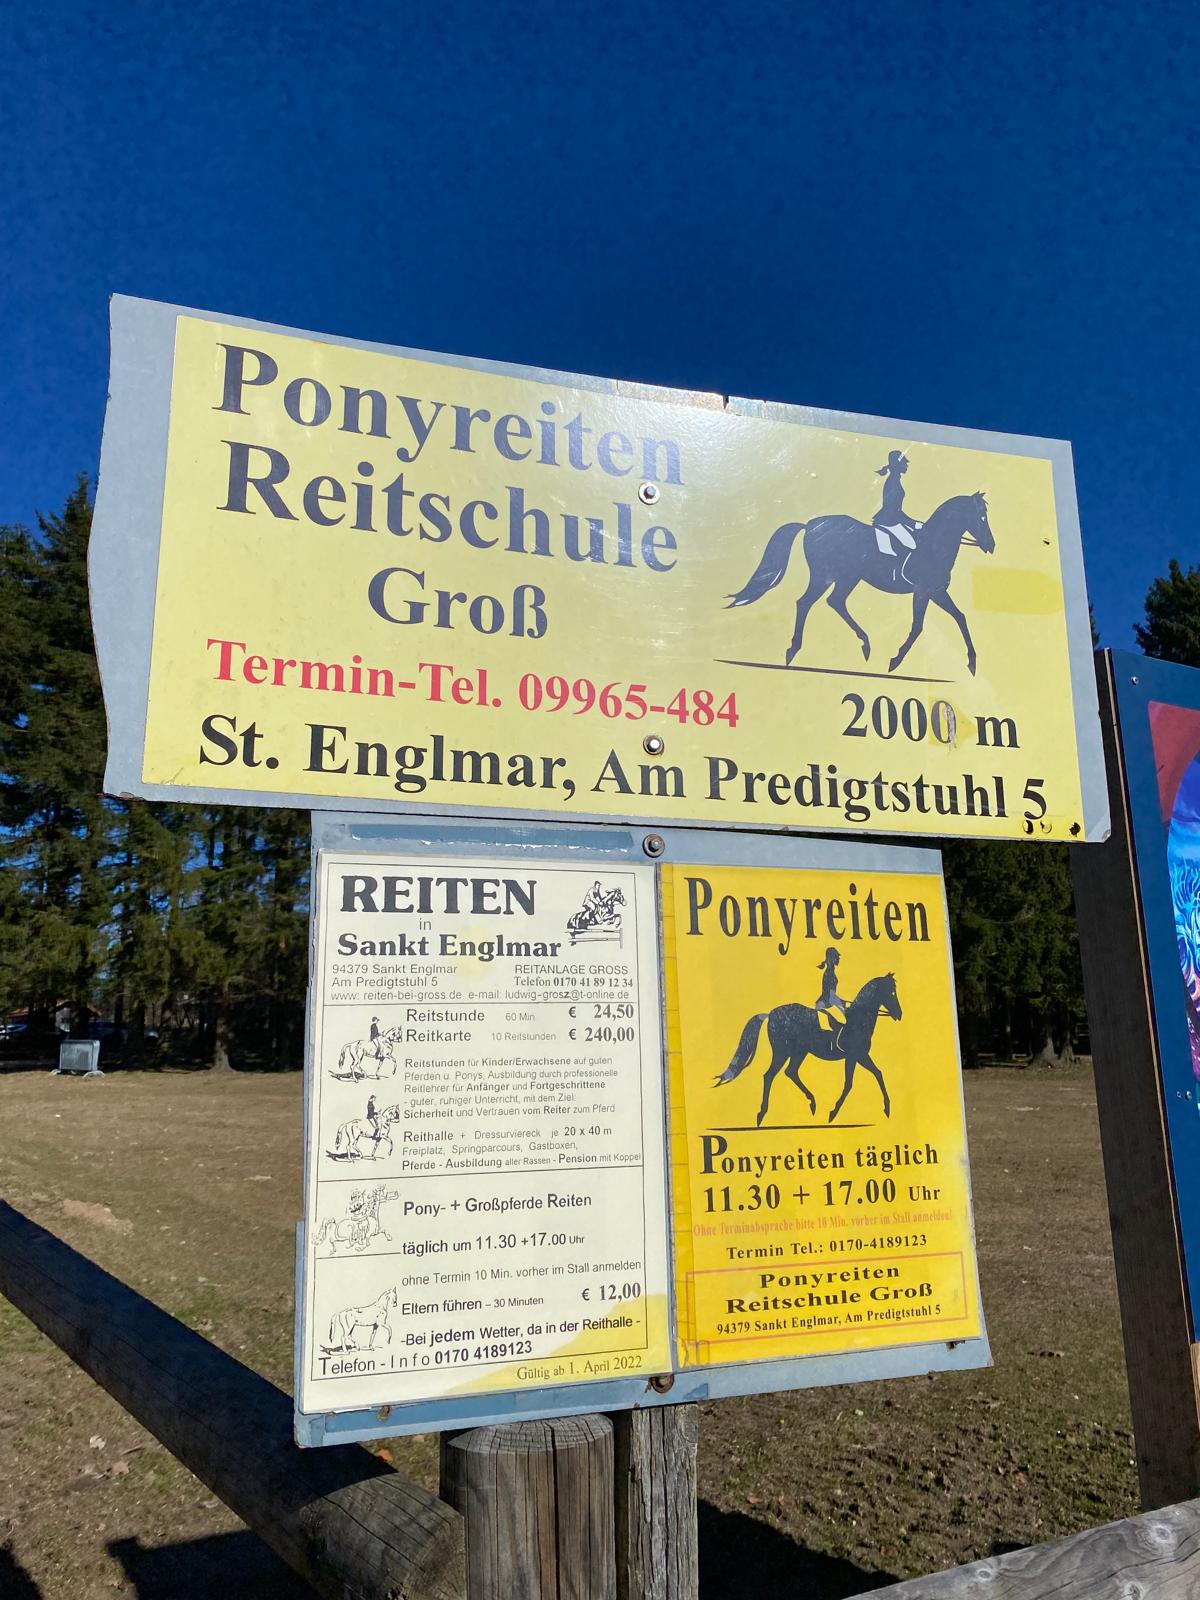 Ponyreiten
Reitschule
Groß
Termin-Tel. 09965-484
2000 m
St. Englmar, Am Predigtstuhl 5
REITEN
in
Sankt Englmar
94379 Sankt Englmar
Am Predigtstuhl 5
REITANLAGE GROSS
Telefon 0170 41 89 12 34
www: reiten-bei-gross.de e-mail: ludwig-grosz@t-online.de
Reitstunde 60 Min. € 24,50
Reitkarte 10 Reitstunden € 240,00
Reitstunden für Kinder/Erwachsene auf guten
Pferden u. Ponys, Ausbildung durch professionelle
Reitlehrer für Anfänger und Fortgeschrittene
- guter, ruhiger Unterricht, mit dem Ziel:
Sicherheit und Vertrauen vom Reiter zum Pferd
Reithalle + Dressurviereck je 20 x 40 m
Freiplatz, Springparcours, Gastboxen,
Pferde - Ausbildung aller Rassen - Pension mit Koppel
Pony- + Großpferde Reiten
täglich um 11.30 +17.00 Uhr
ohne Termin 10 Min. vorher im Stall anmelden
Eltern führen – 30 Minuten € 12,00
-Bei jedem Wetter, da in der Reithalle -
Telefon - Info 0170 4189123
Gültig ab 1. April 2022
Ponyreiten
Ponyreiten täglich
11.30 + 17.00 Uhr
Ohne Terminabsprache bitte 10 Min. vorher im Stall anmelden!
Termin Tel.: 0170-4189123
Ponyreiten
Reitschule Groß
94379 Sankt Englmar, Am Predigtstuhl 5